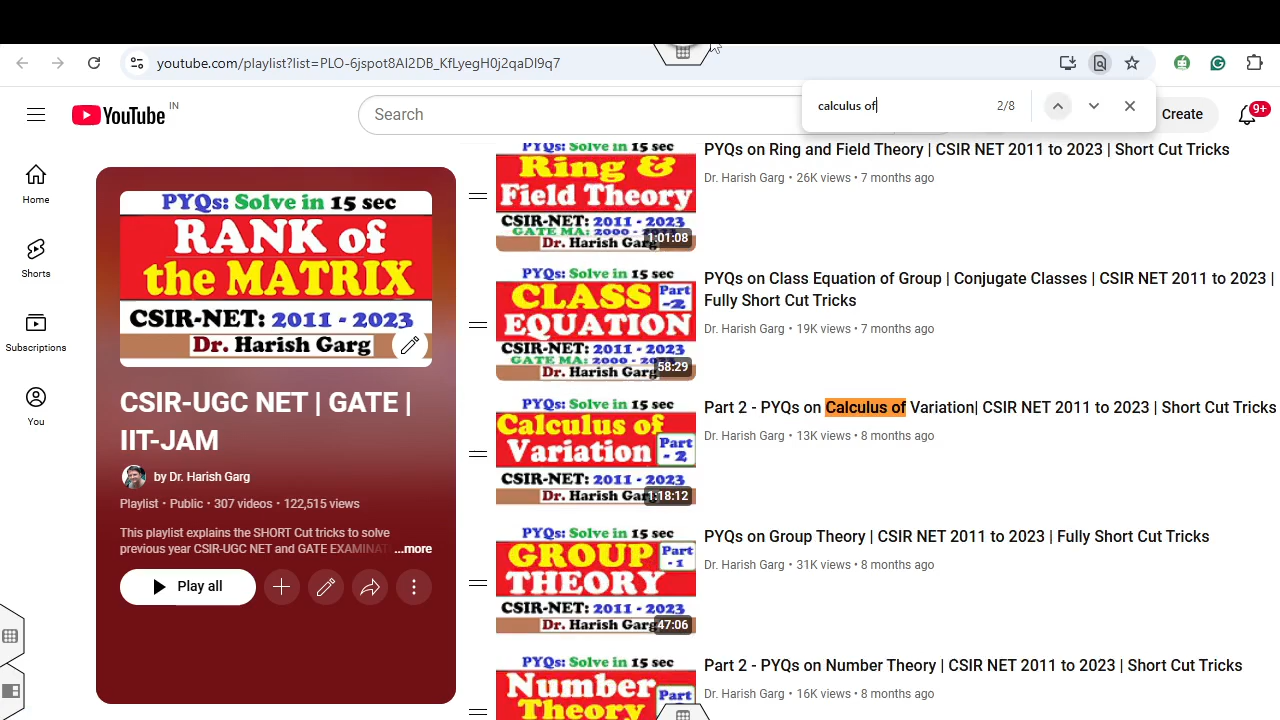 youtube.com/playlist?list=PLO-6jspot8AI2DB_KfLyegH0j2qaDl9q7
calculus of
2/8
YouTube IN
Search
Create
9+
Home
Shorts
Subscriptions
You
PYQs: Solve in 15 sec
RANK of
the MATRIX
CSIR-NET: 2011 - 2023
Dr. Harish Garg
CSIR-UGC NET | GATE |
IIT-JAM
by Dr. Harish Garg
Playlist • Public • 307 videos • 122,515 views
This playlist explains the SHORT Cut tricks to solve
previous year CSIR-UGC NET and GATE EXAMINAT ...more
Play all
PYQs: Solve in 15 sec
Ring &
Field Theory
CSIR-NET: 2011 - 2023
GATE MA: 2000 - 2023
Dr. Harish Garg
1:01:08
PYQs on Ring and Field Theory | CSIR NET 2011 to 2023 | Short Cut Tricks
Dr. Harish Garg • 26K views • 7 months ago
PYQs: Solve in 15 sec
CLASS Part
-2
EQUATION
CSIR-NET: 2011 - 2023
GATE MA: 2000 - 2023
Dr. Harish Garg
58:29
PYQs on Class Equation of Group | Conjugate Classes | CSIR NET 2011 to 2023 |
Fully Short Cut Tricks
Dr. Harish Garg • 19K views • 7 months ago
PYQs: Solve in 15 sec
Calculus of
Variation Part
- 2
CSIR-NET: 2011 - 2023
Dr. Harish Garg
1:18:12
Part 2 - PYQs on Calculus of Variation| CSIR NET 2011 to 2023 | Short Cut Tricks
Dr. Harish Garg • 13K views • 8 months ago
PYQs: Solve in 15 sec
GROUP Part
- 1
THEORY
CSIR-NET: 2011 - 2023
Dr. Harish Garg
47:06
PYQs on Group Theory | CSIR NET 2011 to 2023 | Fully Short Cut Tricks
Dr. Harish Garg • 31K views • 8 months ago
PYQs: Solve in 15 sec
Number
Theory Part
Part 2 - PYQs on Number Theory | CSIR NET 2011 to 2023 | Short Cut Tricks
Dr. Harish Garg • 16K views • 8 months ago